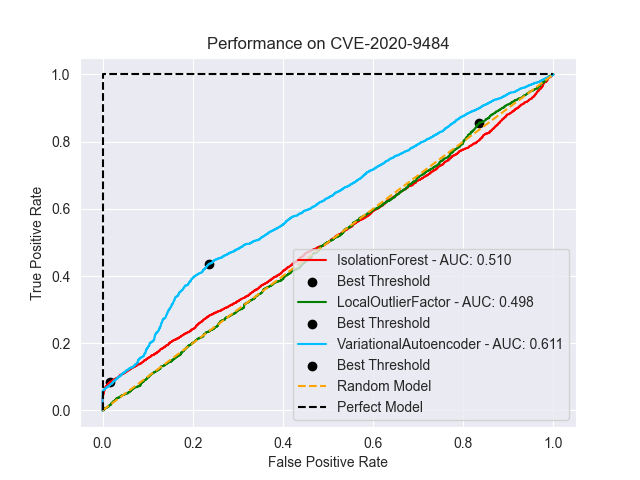 Performance on CVE-2020-9484
True Positive Rate
1.0
0.8
0.6
0.4
0.2
0.0
IsolationForest - AUC: 0.510
Best Threshold
LocalOutlierFactor - AUC: 0.498
Best Threshold
VariationalAutoencoder - AUC: 0.611
Best Threshold
Random Model
Perfect Model
0.0 0.2 0.4 0.6 0.8 1.0
False Positive Rate